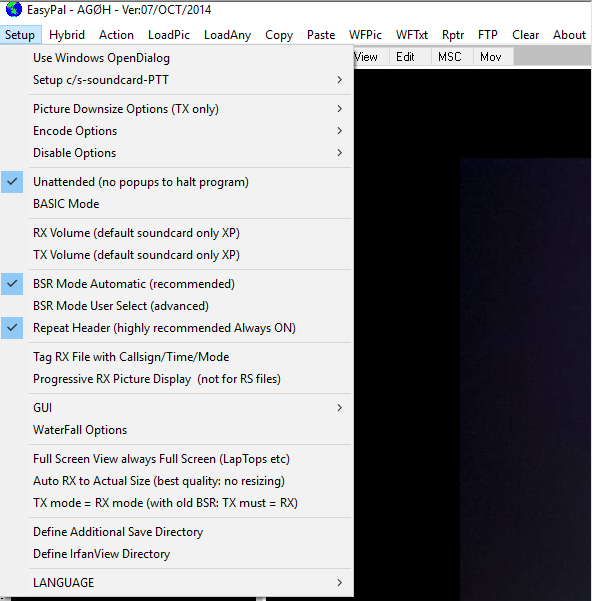 EasyPal - AGØH - Ver:07/OCT/2014
Setup Hybrid Action LoadPic LoadAny Copy Paste WFPic WFTxt Rptr FTP Clear About
View Edit MSC Mov
Use Windows OpenDialog
Setup c/s-soundcard-PTT
Picture Downsize Options (TX only)
Encode Options
Disable Options
Unattended (no popups to halt program)
BASIC Mode
RX Volume (default soundcard only XP)
TX Volume (default soundcard only XP)
BSR Mode Automatic (recommended)
BSR Mode User Select (advanced)
Repeat Header (highly recommended Always ON)
Tag RX File with Callsign/Time/Mode
Progressive RX Picture Display (not for RS files)
GUI
WaterFall Options
Full Screen View always Full Screen (LapTops etc)
Auto RX to Actual Size (best quality: no resizing)
TX mode = RX mode (with old BSR: TX must = RX)
Define Additional Save Directory
Define IrfanView Directory
LANGUAGE